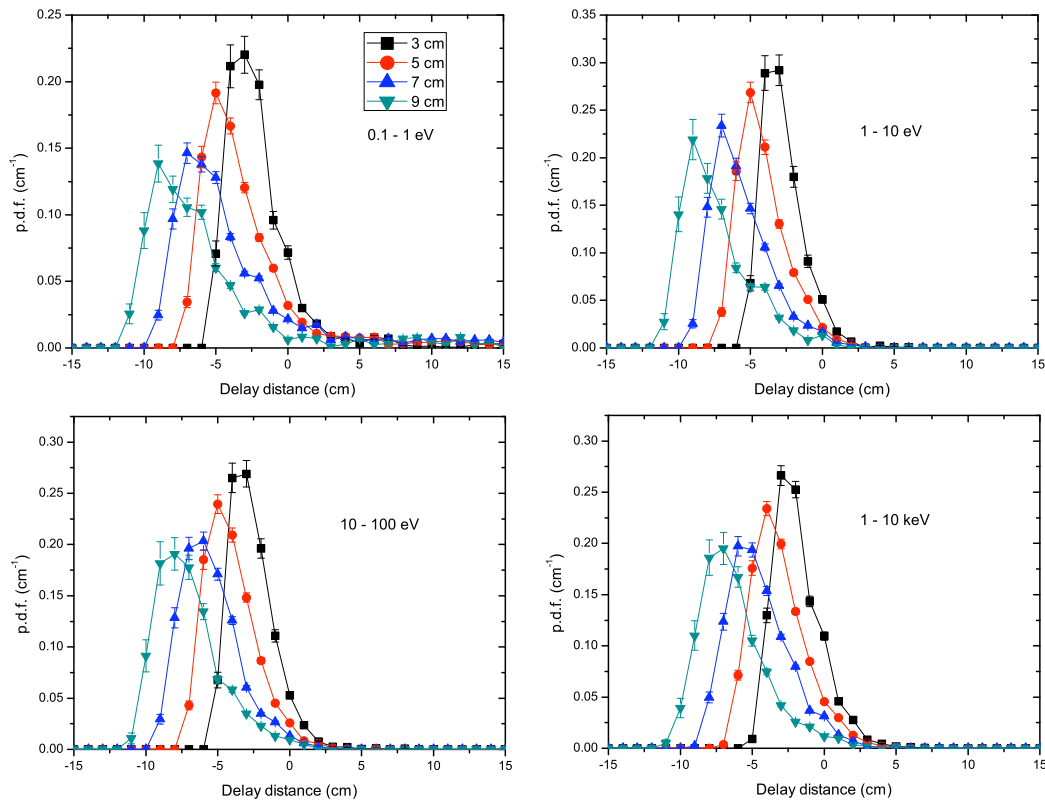 0.25
0.20
0.15
0.10
0.05
0.00
p.d.f. (cm⁻¹)
3 cm
5 cm
7 cm
9 cm
0.1 - 1 eV
-15 -10 -5 0 5 10 15
Delay distance (cm)
0.35
0.30
0.25
0.20
0.15
0.10
0.05
0.00
p.d.f. (cm⁻¹)
1 - 10 eV
-15 -10 -5 0 5 10 15
Delay distance (cm)
0.30
0.25
0.20
0.15
0.10
0.05
0.00
p.d.f. (cm⁻¹)
10 - 100 eV
-15 -10 -5 0 5 10 15
Delay distance (cm)
0.30
0.25
0.20
0.15
0.10
0.05
0.00
p.d.f. (cm⁻¹)
1 - 10 keV
-15 -10 -5 0 5 10 15
Delay distance (cm)